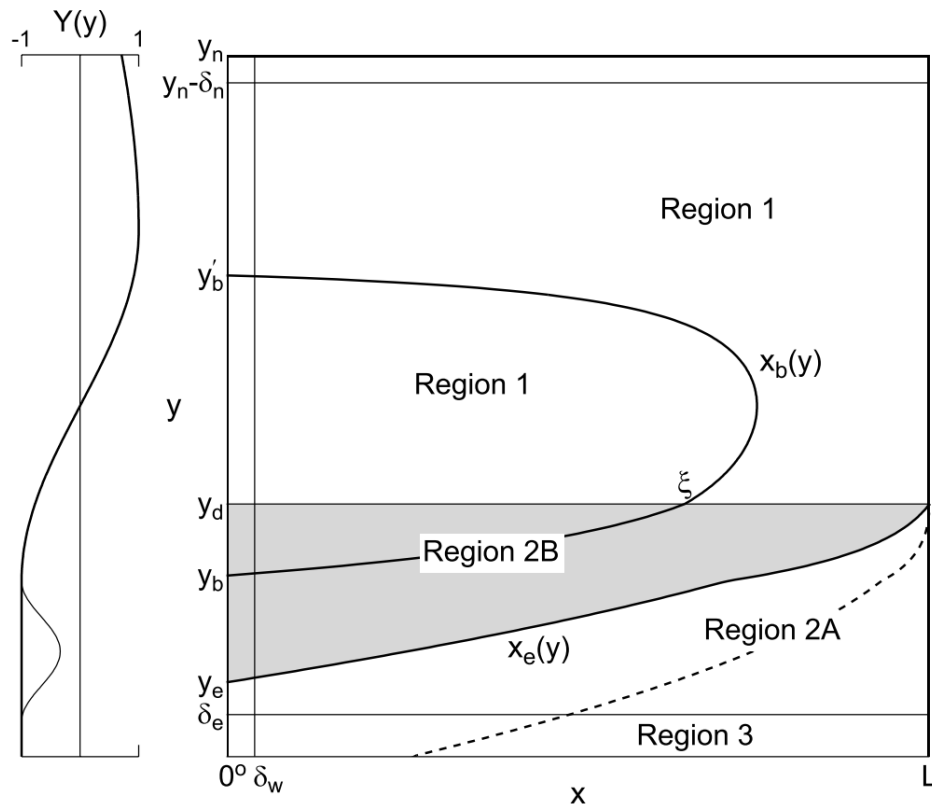 Y(y)
-1 1
yₙ
yₙ-δₙ
Region 1
y′b
xb(y)
Region 1
y
ξ
yd
Region 2B
yb
Region 2A
xe(y)
ye
δe
Region 3
0º δw L
x